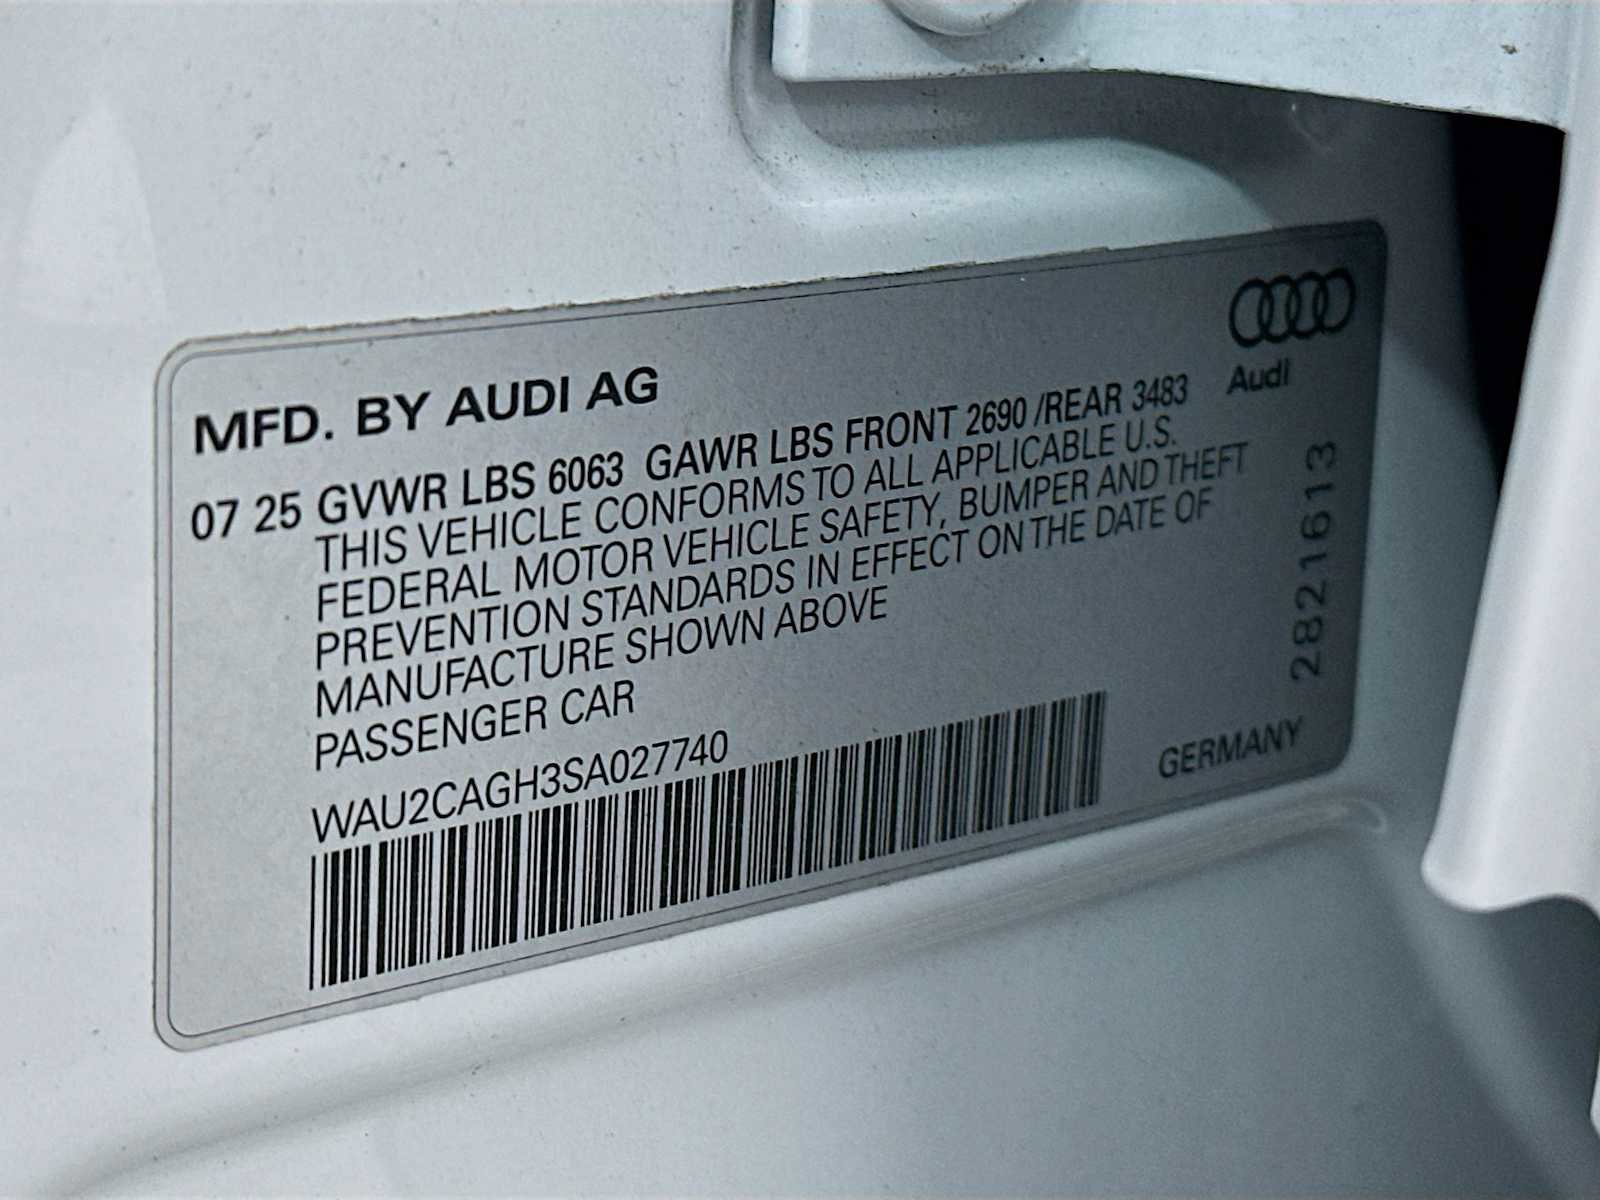 MFD. BY AUDI AG
Audi
07 25 GVWR LBS 6063 GAWR LBS FRONT 2690 /REAR 3483
THIS VEHICLE CONFORMS TO ALL APPLICABLE U.S.
FEDERAL MOTOR VEHICLE SAFETY, BUMPER AND THEFT
PREVENTION STANDARDS IN EFFECT ON THE DATE OF
MANUFACTURE SHOWN ABOVE
PASSENGER CAR
WAU2CAGH3SA027740
GERMANY
2821613